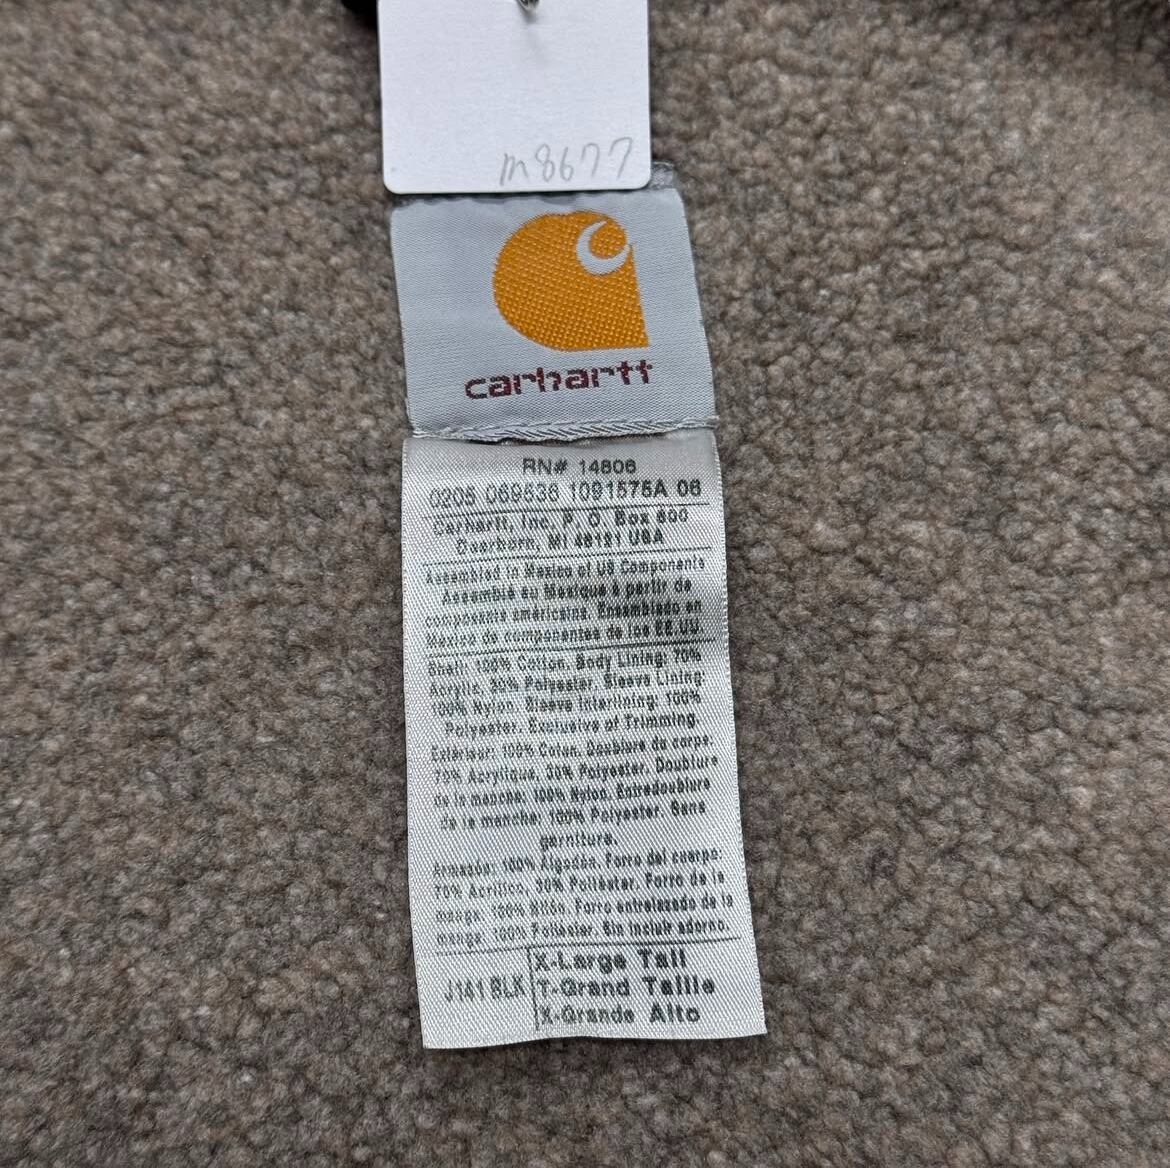 m8677
carhartt
RN# 14806
0205 069536 1091575A 06
Carhartt, Inc. P. O. Box 600
Dearborn, MI 48121 USA
Assembled in Mexico of US Components
Assemblé au Mexique à partir de
composants américains. Ensamblado en
Mexico de componentes de los EE.UU.
Shell: 100% Cotton. Body Lining: 70%
Acrylic, 30% Polyester. Sleeve Lining:
100% Nylon. Sleeve Interlining: 100%
Polyester. Exclusive of Trimming.
Extérieur: 100% Coton. Doublure du corps:
70% Acrylique, 30% Polyester. Doublure
de la manche: 100% Nylon. Entredoublure
de la manche: 100% Polyester. Sans
garniture.
Armazón: 100% Algodón. Forro del cuerpo:
70% Acrílico, 30% Poliéster. Forro de la
manga: 100% Nilón. Forro entrelazado de la
manga: 100% Poliéster. Sin incluir adorno.
J141 BLK
X-Large Tall
T-Grand Taille
X-Grande Alto